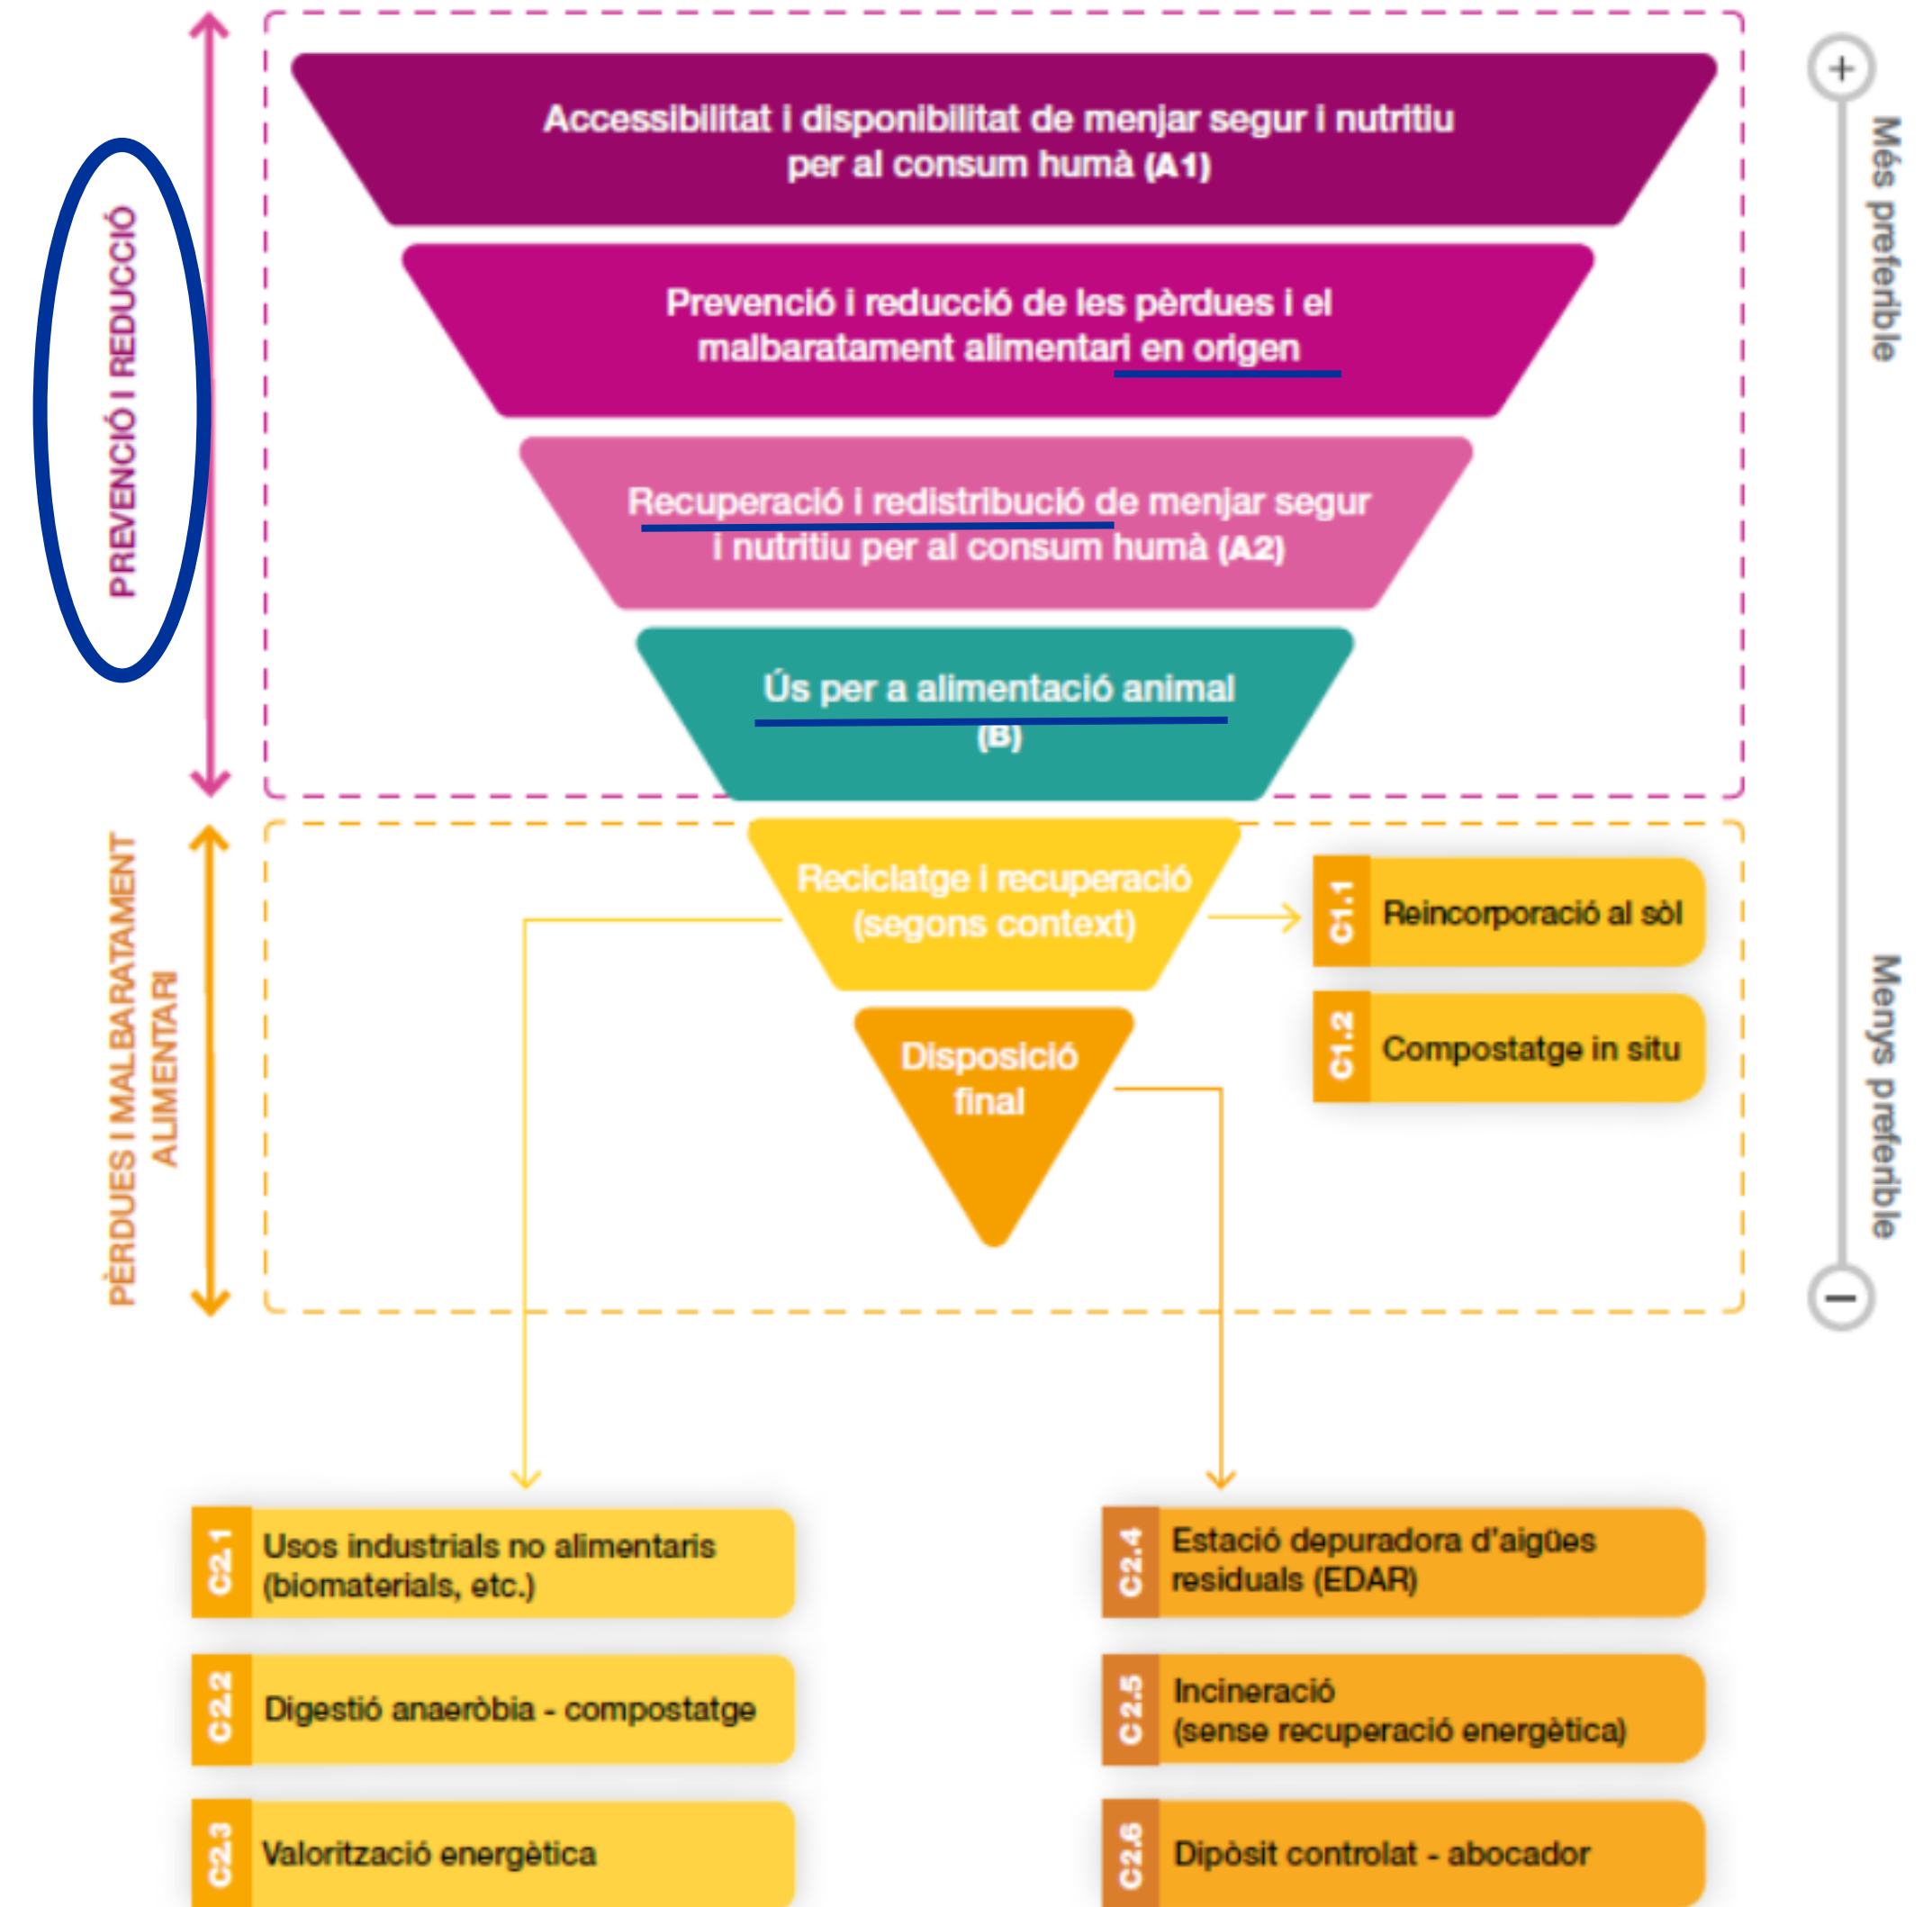 PREVENCIÓ I REDUCCIÓ
Accessibilitat i disponibilitat de menjar segur i nutritiu
per al consum humà (A1)
Prevenció i reducció de les pèrdues i el
malbaratament alimentari en origen
Recuperació i redistribució de menjar segur
i nutritiu per al consum humà (A2)
Ús per a alimentació animal
(B)
+
Més preferible
Menys preferible
−
PÈRDUES I MALBARATAMENT
ALIMENTARI
Reciclatge i recuperació
(segons context)
C1.1
Reincorporació al sòl
C1.2
Compostatge in situ
Disposició
final
C2.1
Usos industrials no alimentaris
(biomaterials, etc.)
C2.2
Digestió anaeròbia - compostatge
C2.3
Valorització energètica
C2.4
Estació depuradora d'aigües
residuals (EDAR)
C2.5
Incineració
(sense recuperació energètica)
C2.6
Dipòsit controlat - abocador